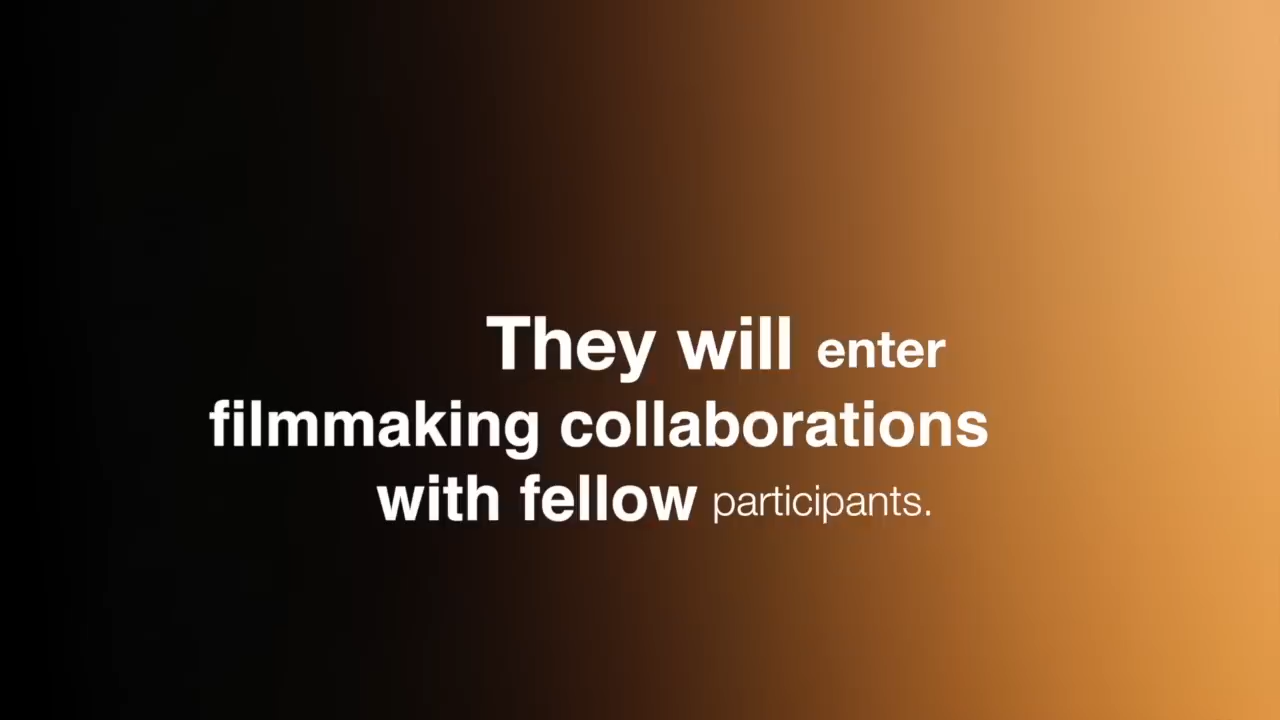 They will enter
filmmaking collaborations
with fellow participants.